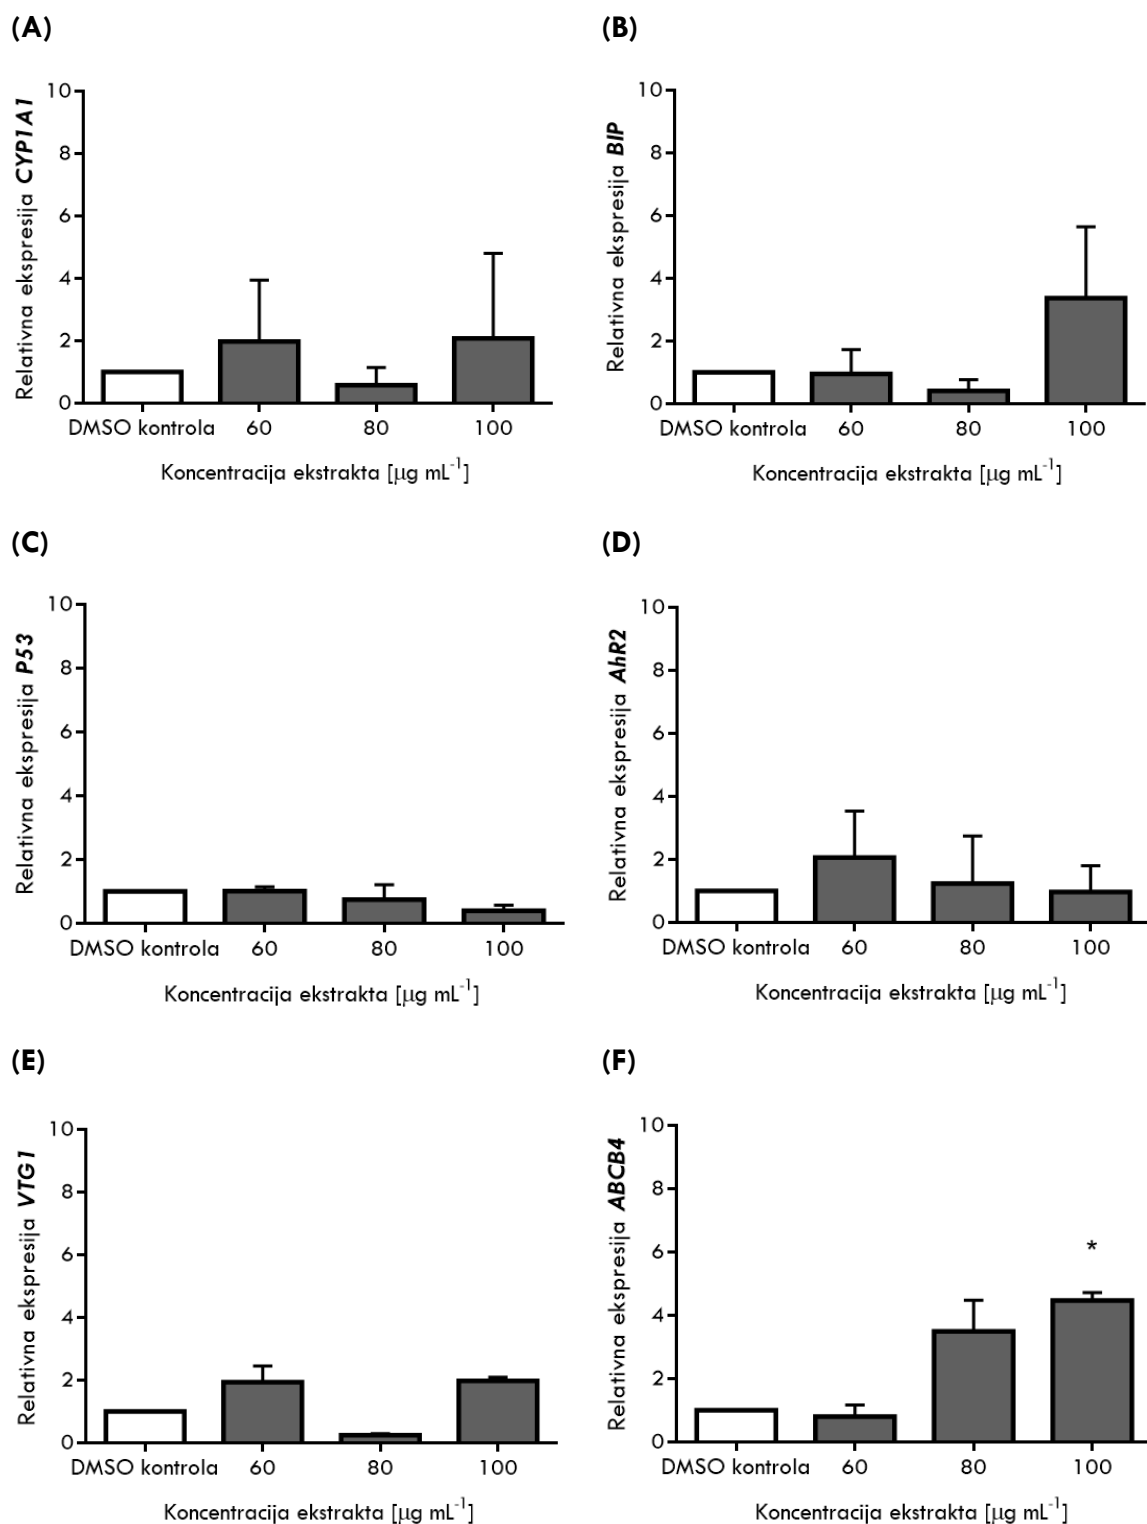 (A)
Relativna ekspresija CYP1A1
10
8
6
4
2
0
DMSO kontrola 60 80 100
Koncentracija ekstrakta [µg mL⁻¹]
(B)
Relativna ekspresija BIP
10
8
6
4
2
0
DMSO kontrola 60 80 100
Koncentracija ekstrakta [µg mL⁻¹]
(C)
Relativna ekspresija P53
10
8
6
4
2
0
DMSO kontrola 60 80 100
Koncentracija ekstrakta [µg mL⁻¹]
(D)
Relativna ekspresija AhR2
10
8
6
4
2
0
DMSO kontrola 60 80 100
Koncentracija ekstrakta [µg mL⁻¹]
(E)
Relativna ekspresija VTG1
10
8
6
4
2
0
DMSO kontrola 60 80 100
Koncentracija ekstrakta [µg mL⁻¹]
(F)
Relativna ekspresija ABCB4
10
8
6
4
2
0
*
DMSO kontrola 60 80 100
Koncentracija ekstrakta [µg mL⁻¹]